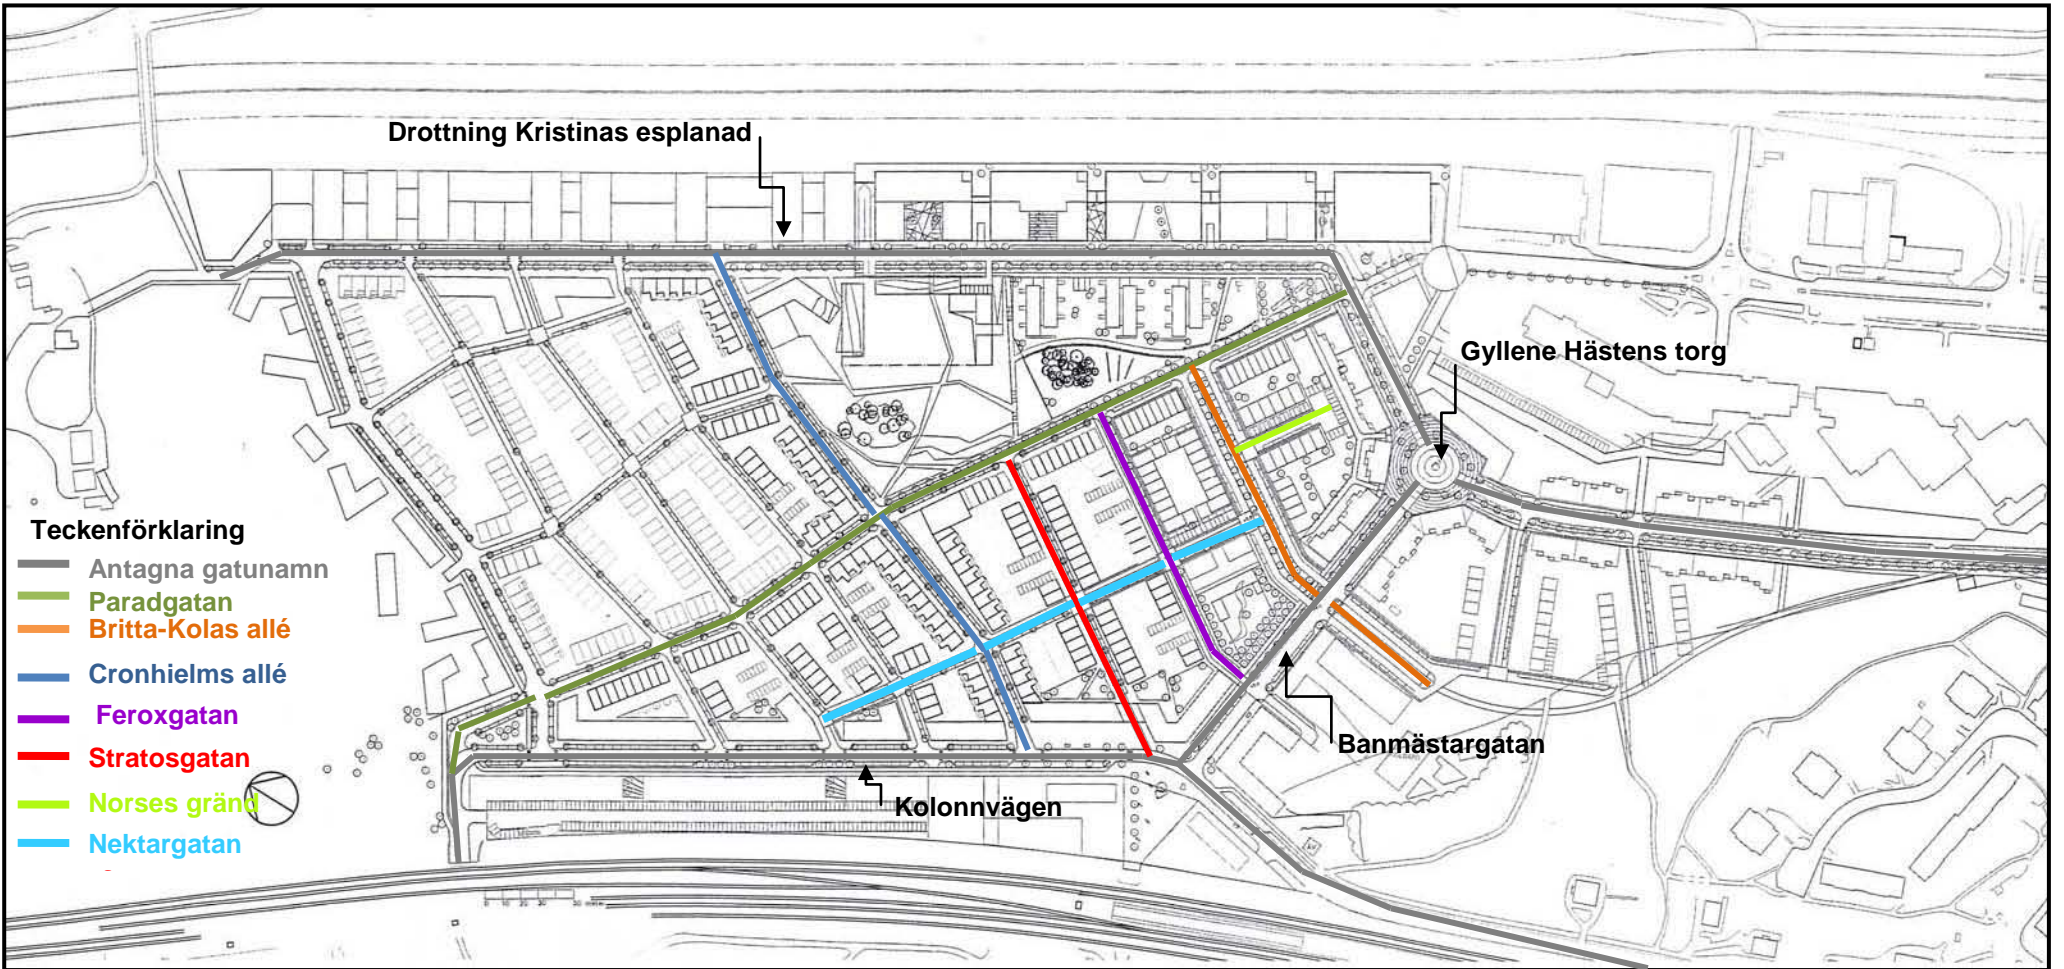 Drottning Kristinas esplanad
Gyllene Hästens torg
Teckenförklaring
Antagna gatunamn
Paradgatan
Britta-Kolas allé
Cronhielms allé
Feroxgatan
Stratosgatan
Norses gränd
Nektargatan
Banmästargatan
Kolonnvägen